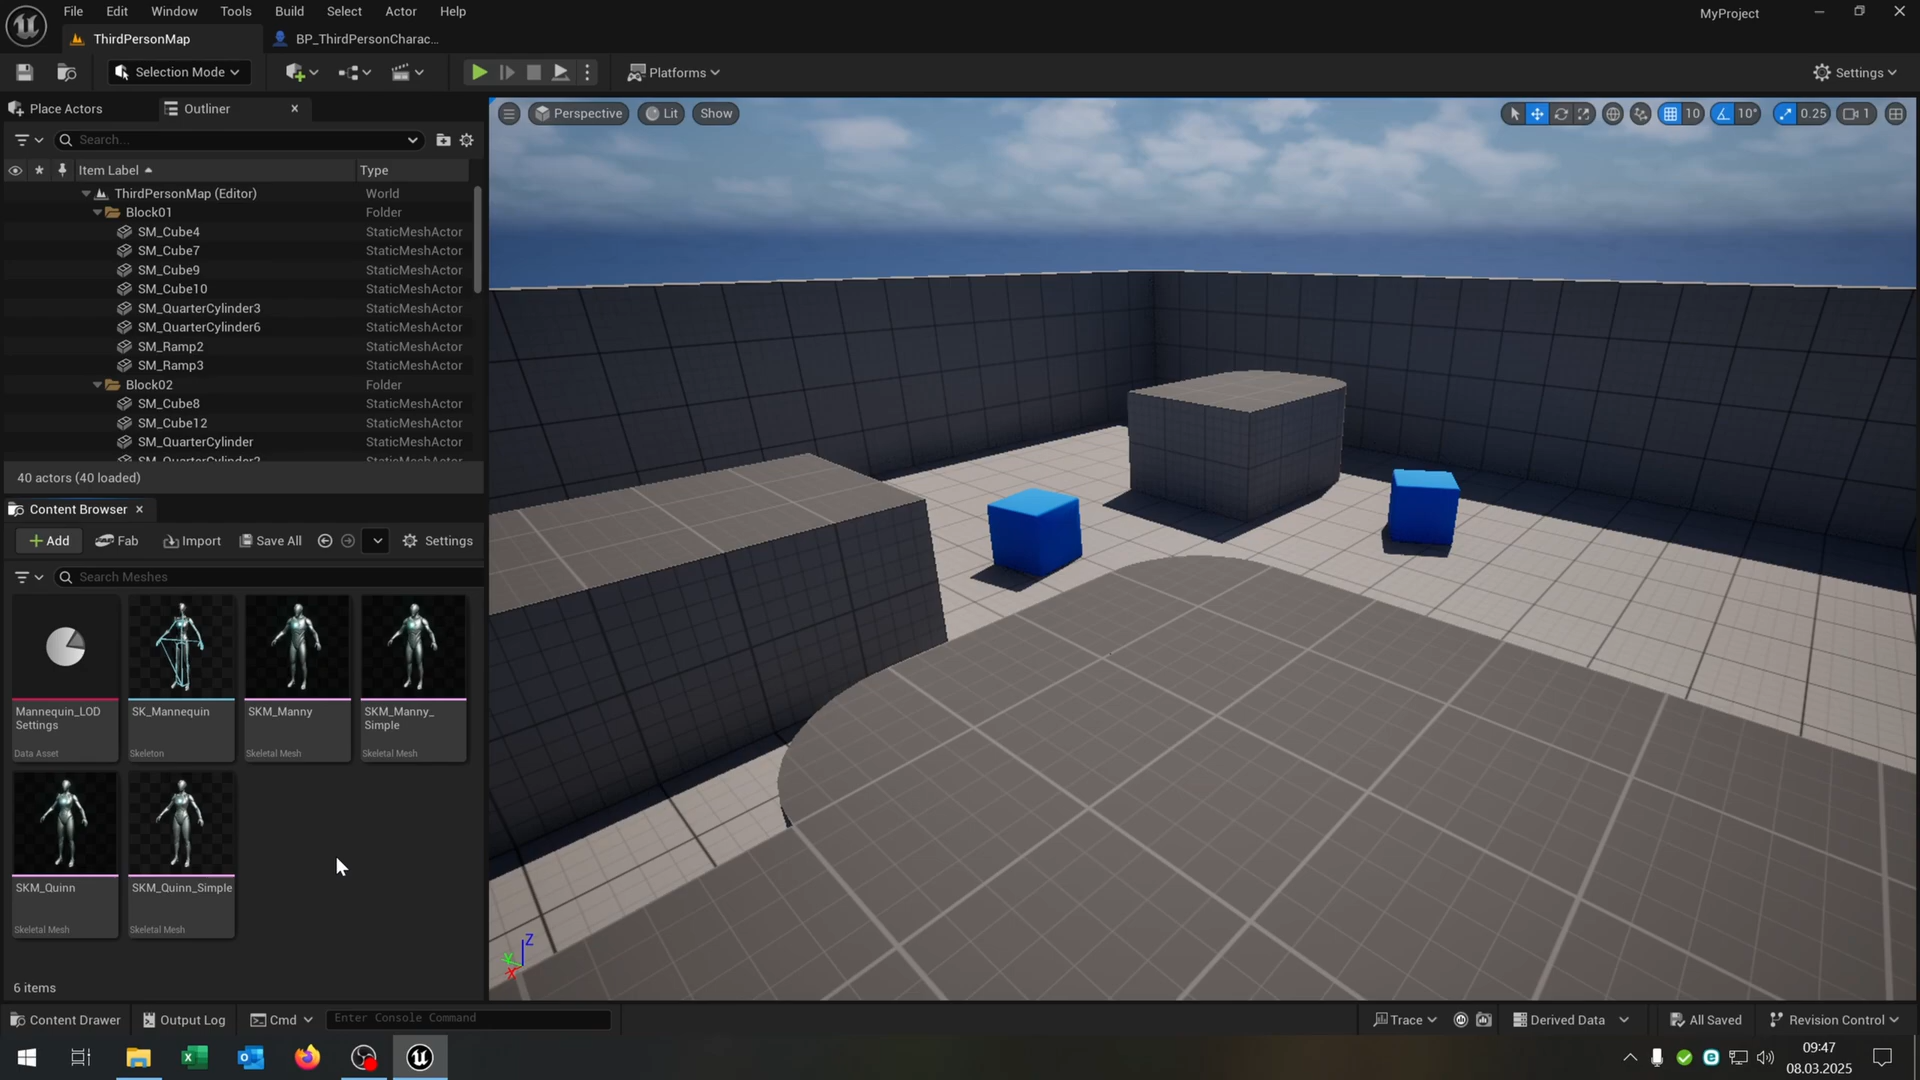 File Edit Window Tools Build Select Actor Help
MyProject
ThirdPersonMap
BP_ThirdPersonCharac...
Selection Mode
Platforms
Settings
Place Actors
Outliner
Perspective
Lit
Show
10
10°
0.25
1
Search...
Item Label Type
ThirdPersonMap (Editor) World
Block01 Folder
SM_Cube4 StaticMeshActor
SM_Cube7 StaticMeshActor
SM_Cube9 StaticMeshActor
SM_Cube10 StaticMeshActor
SM_QuarterCylinder3 StaticMeshActor
SM_QuarterCylinder6 StaticMeshActor
SM_Ramp2 StaticMeshActor
SM_Ramp3 StaticMeshActor
Block02 Folder
SM_Cube8 StaticMeshActor
SM_Cube12 StaticMeshActor
SM_QuarterCylinder StaticMeshActor
40 actors (40 loaded)
Content Browser
Add Fab Import Save All Settings
Search Meshes
Mannequin_LOD
Settings
Data Asset
SK_Mannequin
Skeleton
SKM_Manny
Skeletal Mesh
SKM_Manny_
Simple
Skeletal Mesh
SKM_Quinn
Skeletal Mesh
SKM_Quinn_Simple
Skeletal Mesh
Z
Y
X
6 items
Content Drawer Output Log Cmd Enter Console Command Trace Derived Data All Saved Revision Control
09:47
08.03.2025